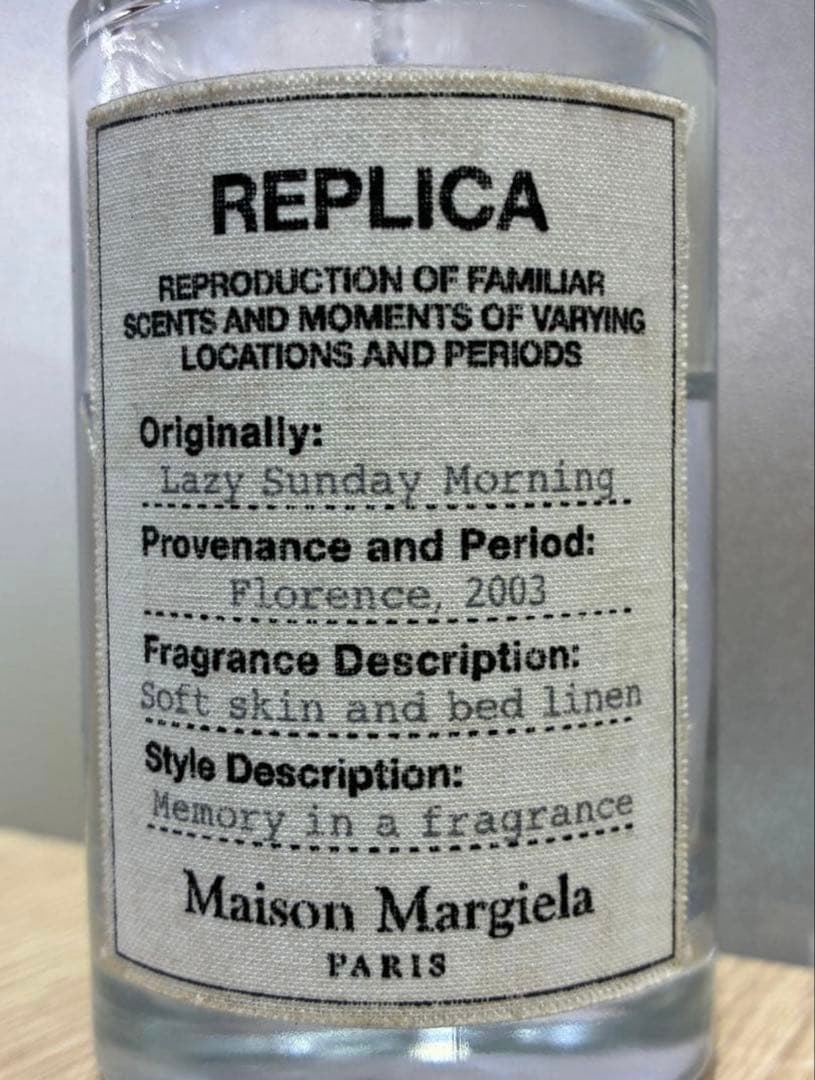 REPLICA
REPRODUCTION OF FAMILIAR
SCENTS AND MOMENTS OF VARYING
LOCATIONS AND PERIODS
Originally:
Lazy Sunday Morning
Provenance and Period:
Florence, 2003
Fragrance Description:
Soft skin and bed linen
Style Description:
Memory in a fragrance
Maison Margiela
PARIS